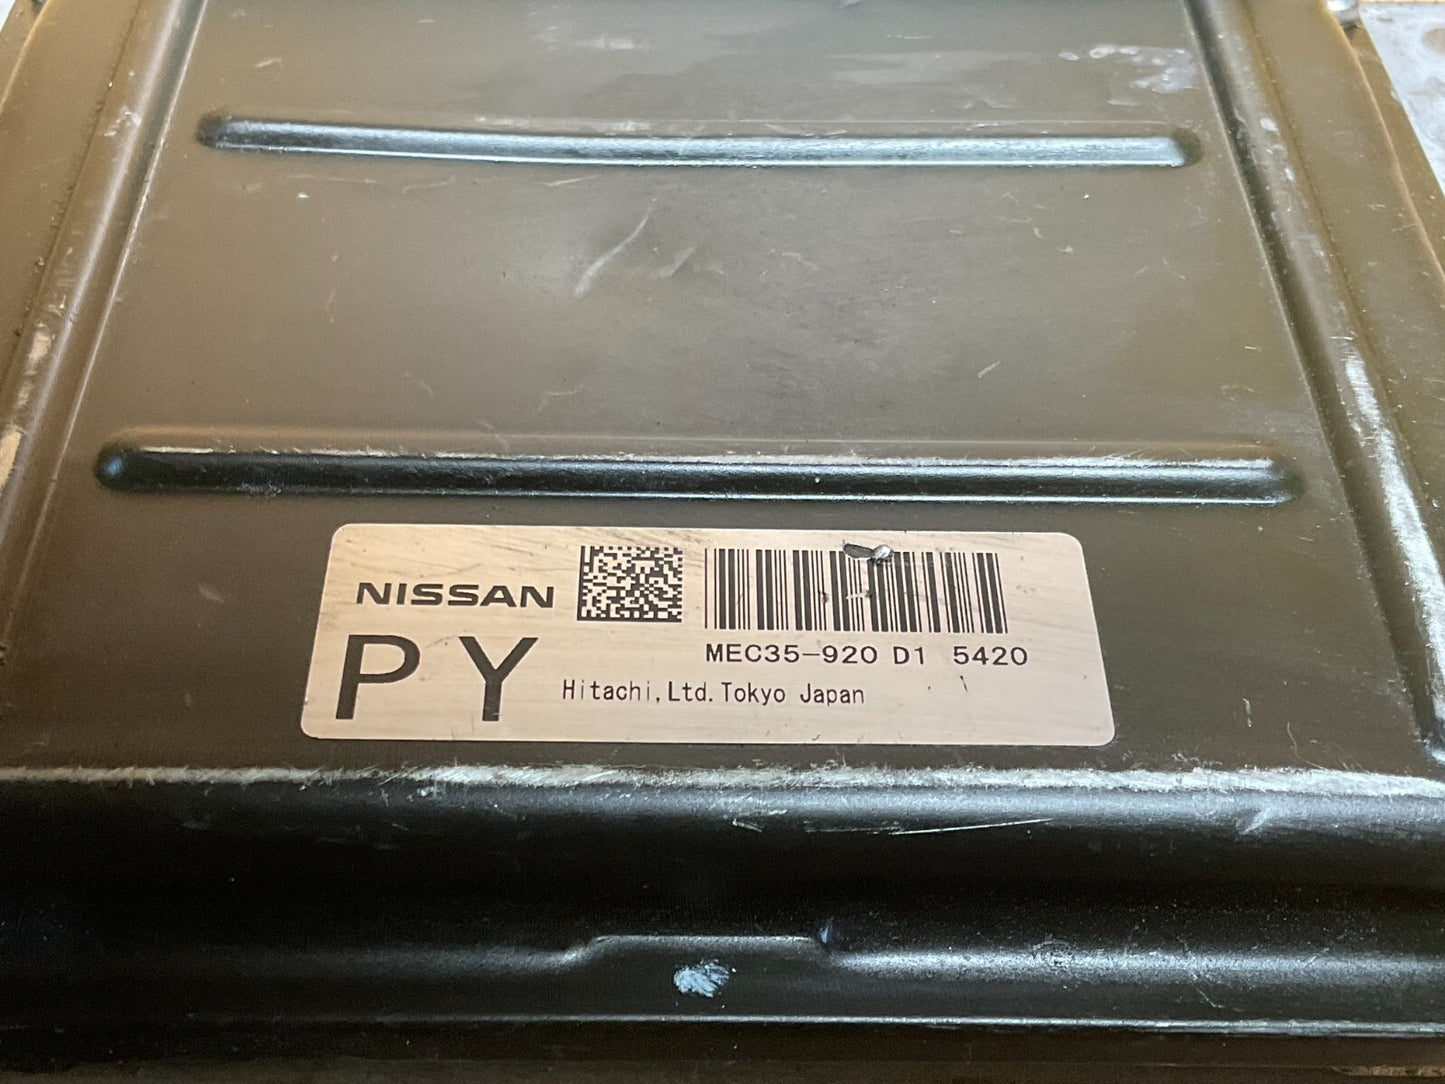 NISSAN
PY
MEC35-920 D1 5420
Hitachi,Ltd.Tokyo Japan